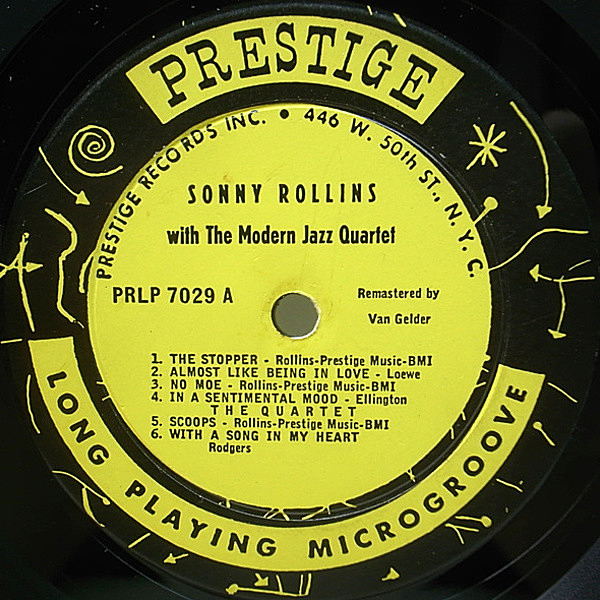 PRESTIGE
PRESTIGE RECORDS INC. • 446 W. 50th ST., N.Y.C.
SONNY ROLLINS
with The Modern Jazz Quartet
PRLP 7029 A
Remastered by
Van Gelder
1. THE STOPPER - Rollins-Prestige Music-BMI
2. ALMOST LIKE BEING IN LOVE - Loewe
3. NO MOE - Rollins-Prestige Music-BMI
4. IN A SENTIMENTAL MOOD - Ellington
THE QUARTET
5. SCOOPS - Rollins-Prestige Music-BMI
6. WITH A SONG IN MY HEART
Rodgers
LONG PLAYING MICROGROOVE